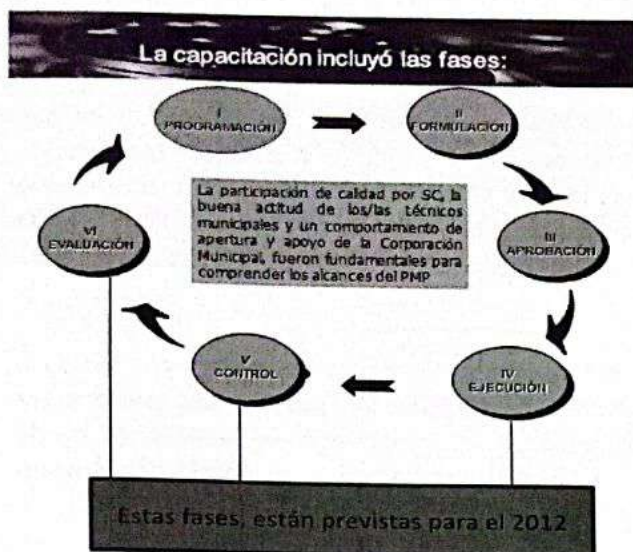 La capacitación incluyó las fases:
I
PROGRAMACIÓN
II
FORMULACIÓN
III
APROBACIÓN
IV
EJECUCIÓN
V
CONTROL
VI
EVALUACIÓN
La participación de calidad por SC, la
buena actitud de los/las técnicos
municipales y un comportamiento de
apertura y apoyo de la Corporación
Municipal, fueron fundamentales para
comprender los alcances del PMP
Estas fases, están previstas para el 2012